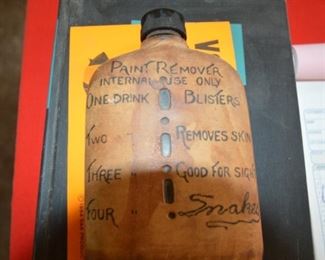 PAINT REMOVER
INTERNAL USE ONLY
ONE DRINK BLISTERS
TWO " REMOVES SKIN
THREE " GOOD FOR SIGHT
FOUR " Snakes